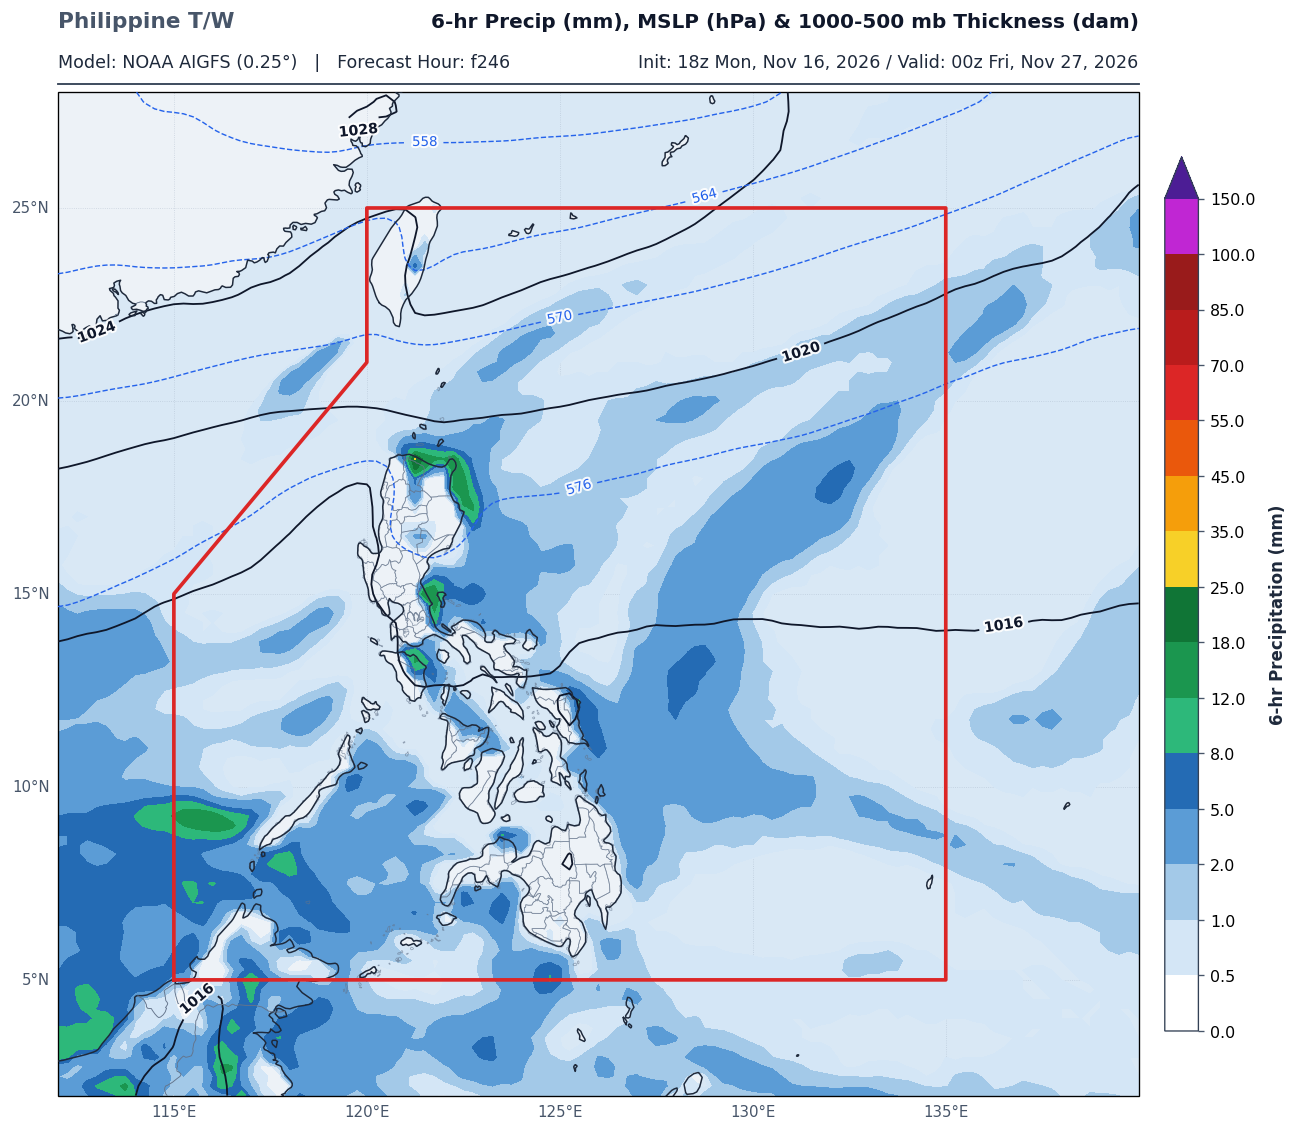 Philippine T/W
6-hr Precip (mm), MSLP (hPa) & 1000-500 mb Thickness (dam)
Model: NOAA AIGFS (0.25°) | Forecast Hour: f246
Init: 18z Mon, Nov 16, 2026 / Valid: 00z Fri, Nov 27, 2026
1028
558
564
25°N
570
1024
1020
20°N
576
15°N
1016
10°N
5°N
1016
115°E
120°E
125°E
130°E
135°E
150.0
100.0
85.0
70.0
55.0
45.0
35.0
25.0
18.0
12.0
8.0
5.0
2.0
1.0
0.5
0.0
6-hr Precipitation (mm)